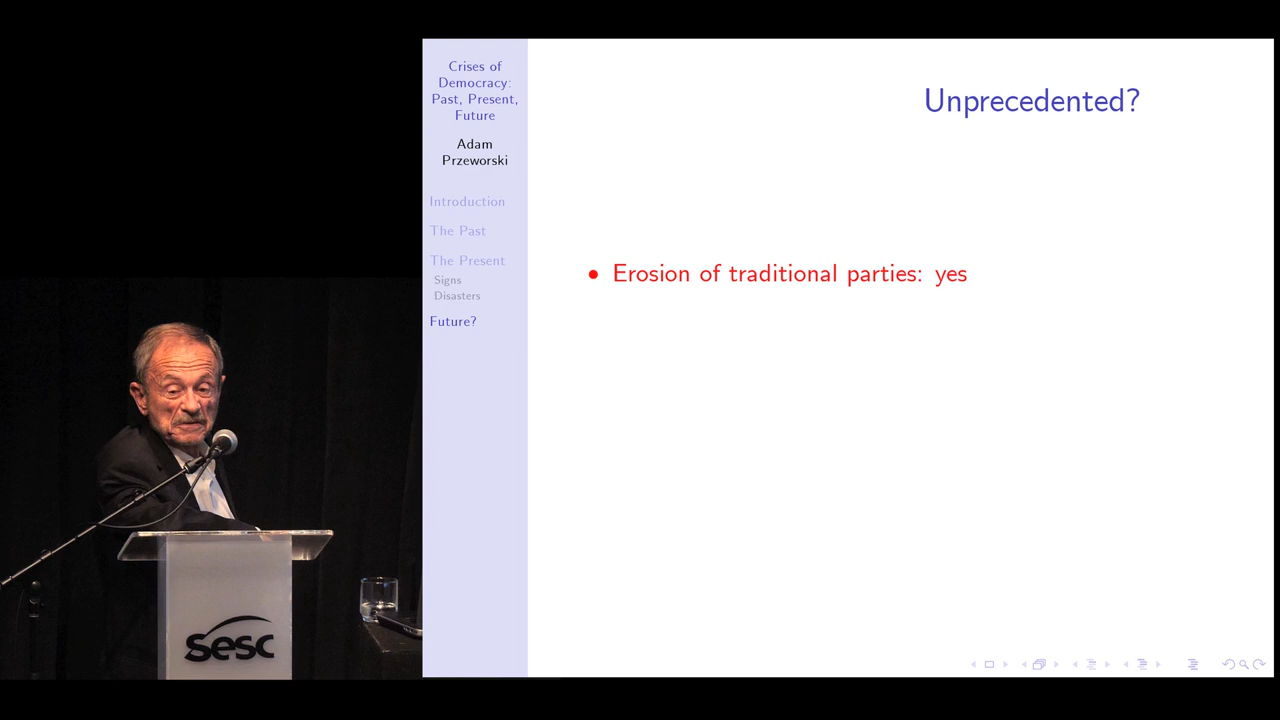 Crises of
Democracy:
Past, Present,
Future
Adam
Przeworski
Introduction
The Past
The Present
Signs
Disasters
Future?
Unprecedented?
• Erosion of traditional parties: yes
sesc